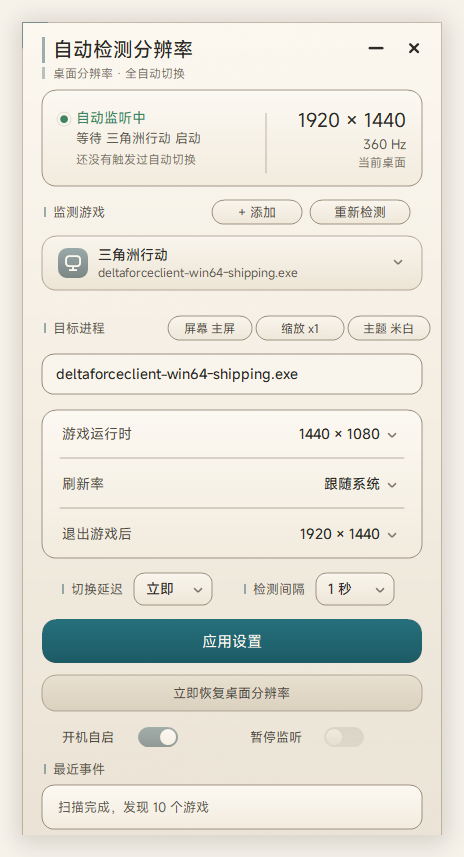 自动检测分辨率
桌面分辨率 · 全自动切换
自动监听中
等待 三角洲行动 启动
还没有触发过自动切换
1920 × 1440
360 Hz
当前桌面
监测游戏
+ 添加
重新检测
三角洲行动
deltaforceclient-win64-shipping.exe
目标进程
屏幕 主屏
缩放 x1
主题 米白
deltaforceclient-win64-shipping.exe
游戏运行时 1440 × 1080
刷新率 跟随系统
退出游戏后 1920 × 1440
切换延迟 立即 检测间隔 1 秒
应用设置
立即恢复桌面分辨率
开机自启 暂停监听
最近事件
扫描完成，发现 10 个游戏